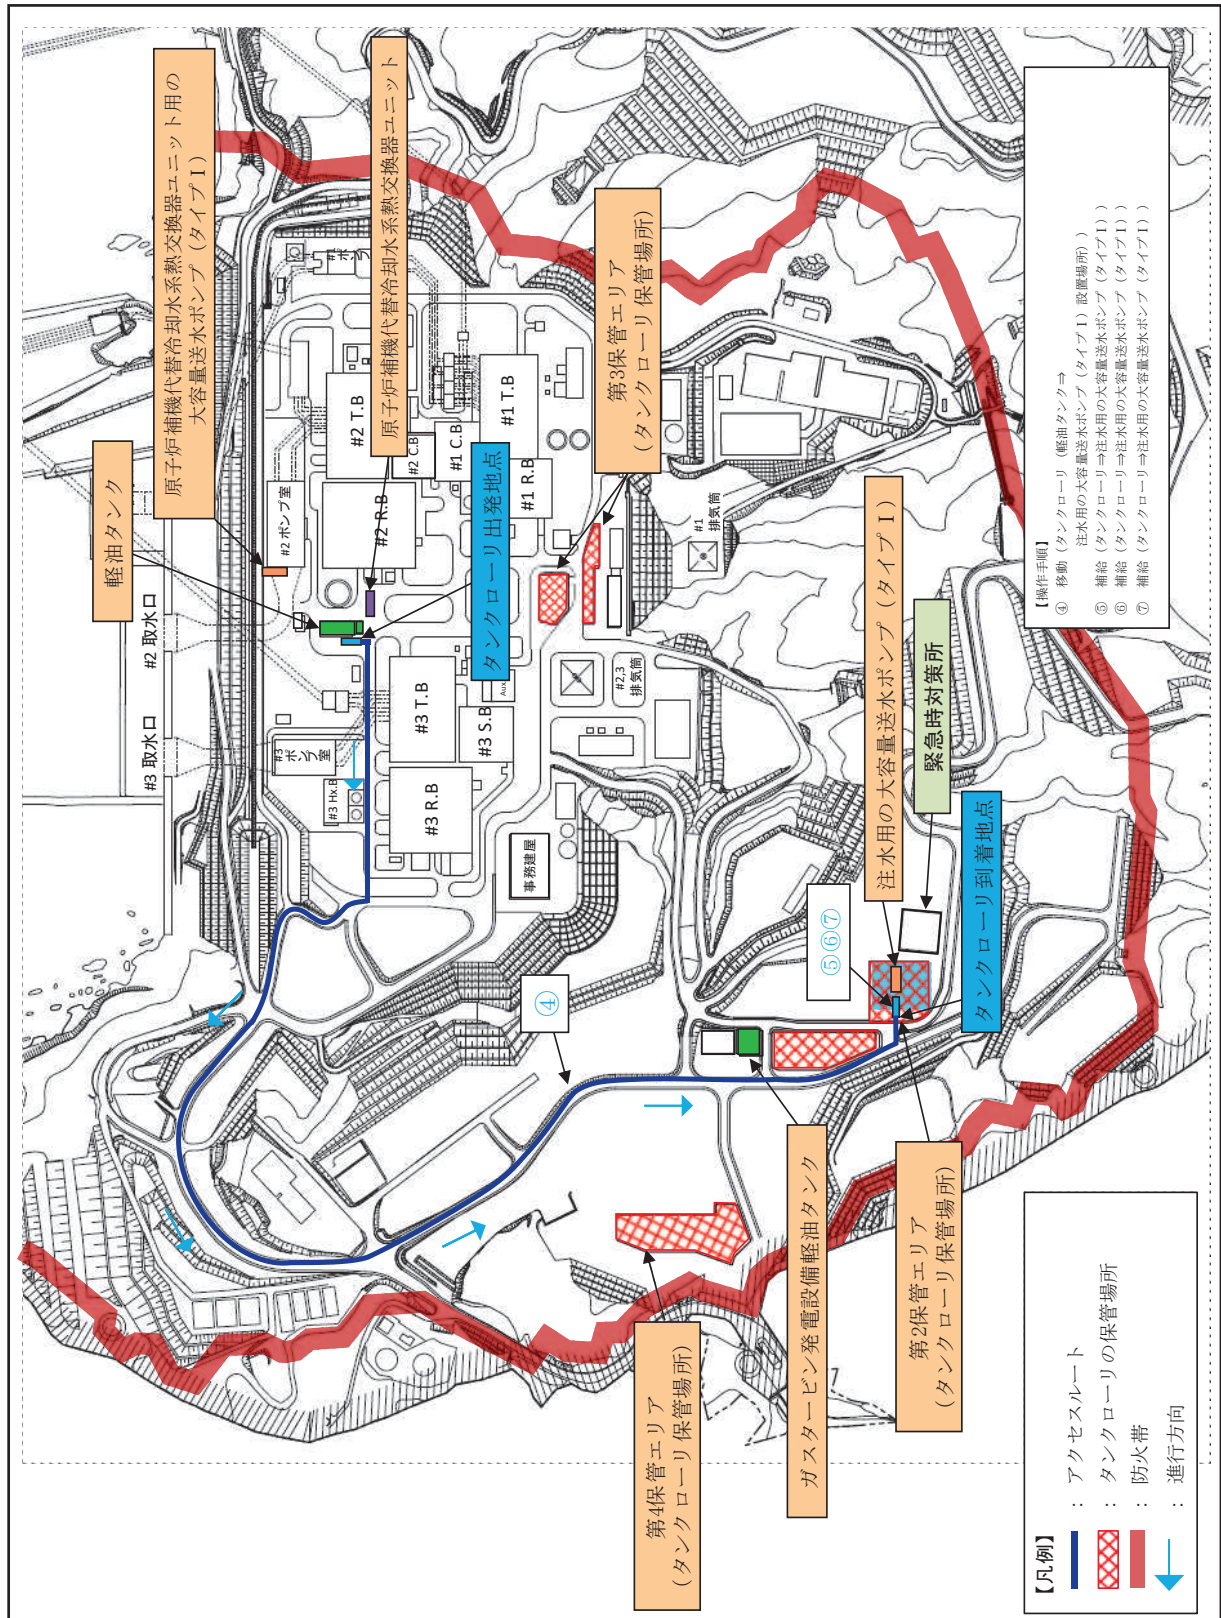 原子炉補機代替冷却水系熱交換器ユニット用の
大容量送水ポンプ（タイプⅠ）
原子炉補機代替冷却水系熱交換器ユニット
軽油タンク
タンクローリ出発地点
第3保管エリア
（タンクローリ保管場所）
注水用の大容量送水ポンプ（タイプⅠ）
緊急時対策所
タンクローリ到着地点
⑤⑥⑦
④
第2保管エリア
（タンクローリ保管場所）
ガスタービン発電設備軽油タンク
第4保管エリア
（タンクローリ保管場所）
#2 取水口
#3 取水口
#2 ポンプ室
#3
ポンプ
室
#3 Hx.B
#2 T.B
#2 R.B
#2 C.B
#1 C.B
#1 T.B
#1 R.B
#3 T.B
#3 S.B
#3 R.B
Aux
事務建屋
#1
排気筒
#2,3
排気筒
【操作手順】
④ 移動（タンクローリ（軽油タンク⇒
注水用の大容量送水ポンプ（タイプⅠ）設置場所））
⑤ 補給（タンクローリ⇒注水用の大容量送水ポンプ（タイプⅠ））
⑥ 補給（タンクローリ⇒注水用の大容量送水ポンプ（タイプⅠ））
⑦ 補給（タンクローリ⇒注水用の大容量送水ポンプ（タイプⅠ））
【凡例】
：アクセスルート
：タンクローリの保管場所
：防火帯
：進行方向